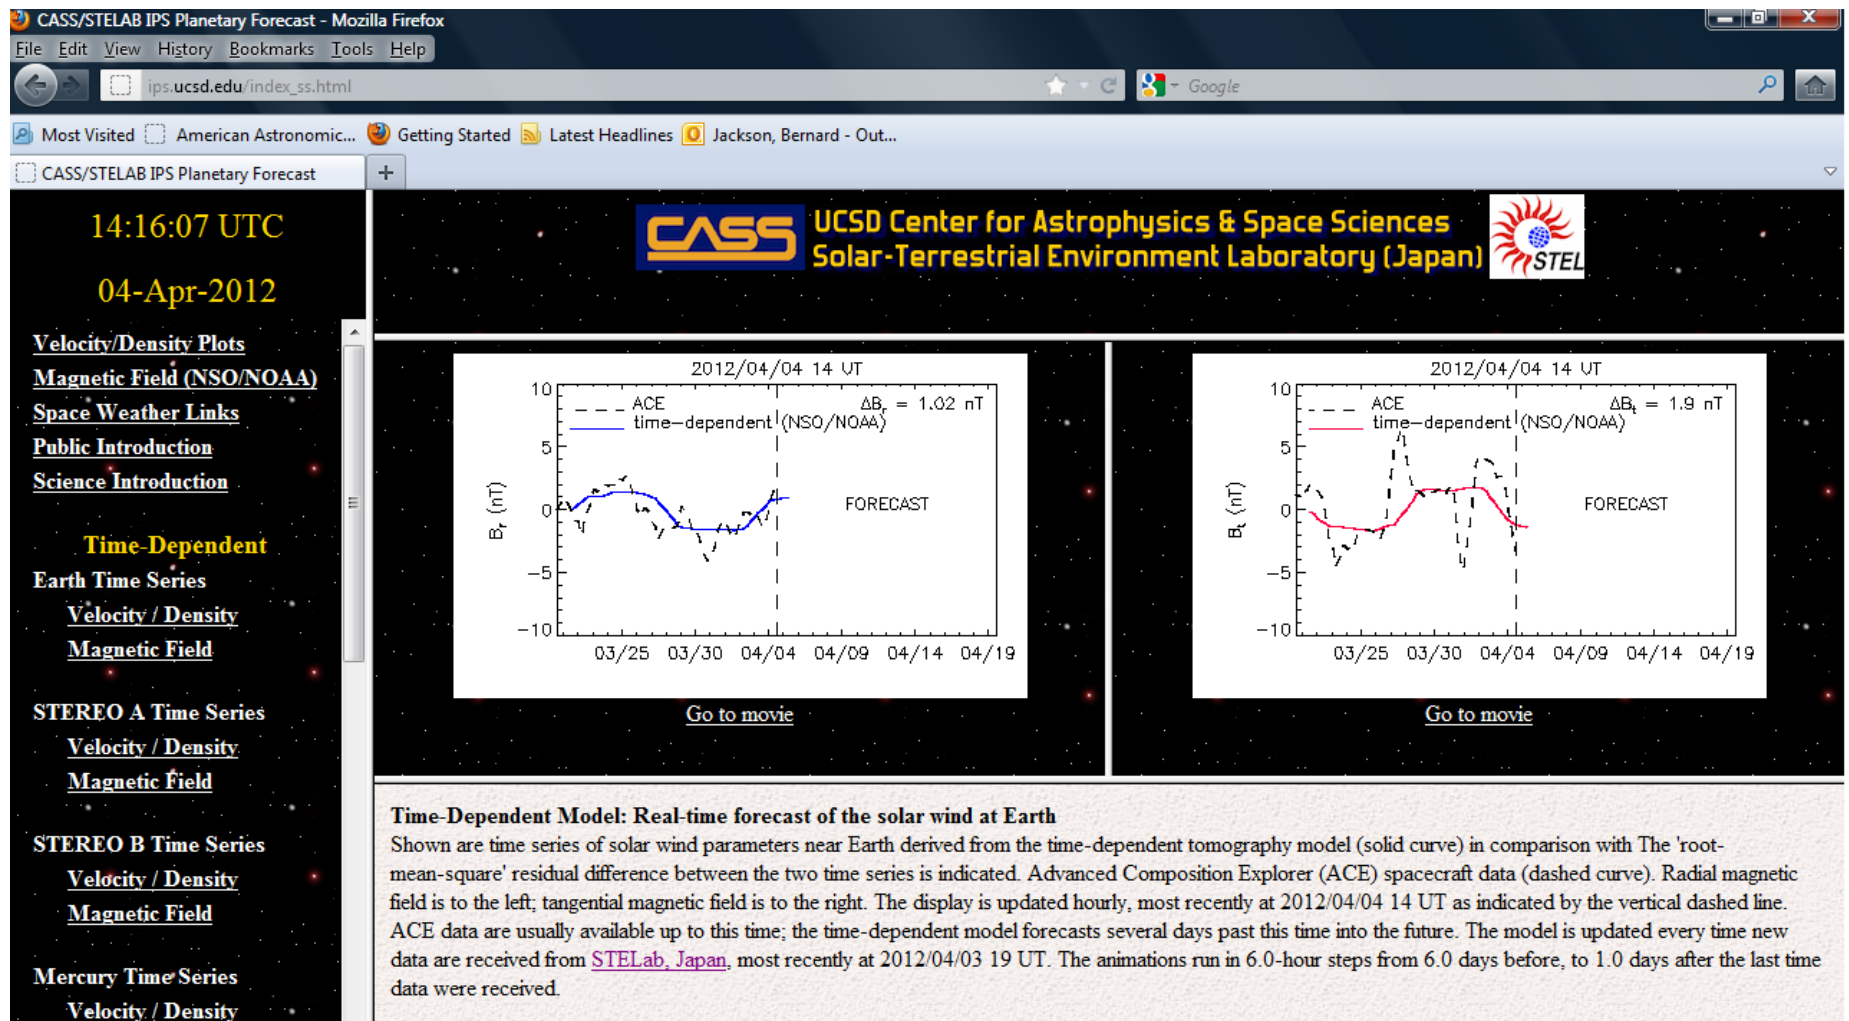 CASS/STELAB IPS Planetary Forecast - Mozilla Firefox
File Edit View History Bookmarks Tools Help
ips.ucsd.edu/index_ss.html
Google
Most Visited
American Astronomic...
Getting Started
Latest Headlines
Jackson, Bernard - Out...
CASS/STELAB IPS Planetary Forecast
14:16:07 UTC
04-Apr-2012
Velocity/Density Plots
Magnetic Field (NSO/NOAA)
Space Weather Links
Public Introduction
Science Introduction
Time-Dependent
Earth Time Series
Velocity / Density
Magnetic Field
STEREO A Time Series
Velocity / Density
Magnetic Field
STEREO B Time Series
Velocity / Density
Magnetic Field
Mercury Time Series
Velocity / Density
CASS
UCSD Center for Astrophysics & Space Sciences
Solar-Terrestrial Environment Laboratory (Japan)
STEL
2012/04/04 14 UT
ACE
ΔBr = 1.02 nT
time-dependent (NSO/NOAA)
10
5
0
-5
-10
Br (nT)
FORECAST
03/25 03/30 04/04 04/09 04/14 04/19
Go to movie
2012/04/04 14 UT
ACE
ΔBt = 1.9 nT
time-dependent (NSO/NOAA)
10
5
0
-5
-10
Bt (nT)
FORECAST
03/25 03/30 04/04 04/09 04/14 04/19
Go to movie
Time-Dependent Model: Real-time forecast of the solar wind at Earth
Shown are time series of solar wind parameters near Earth derived from the time-dependent tomography model (solid curve) in comparison with The 'root-
mean-square' residual difference between the two time series is indicated. Advanced Composition Explorer (ACE) spacecraft data (dashed curve). Radial magnetic
field is to the left; tangential magnetic field is to the right. The display is updated hourly, most recently at 2012/04/04 14 UT as indicated by the vertical dashed line.
ACE data are usually available up to this time; the time-dependent model forecasts several days past this time into the future. The model is updated every time new
data are received from STELab, Japan, most recently at 2012/04/03 19 UT. The animations run in 6.0-hour steps from 6.0 days before, to 1.0 days after the last time
data were received.